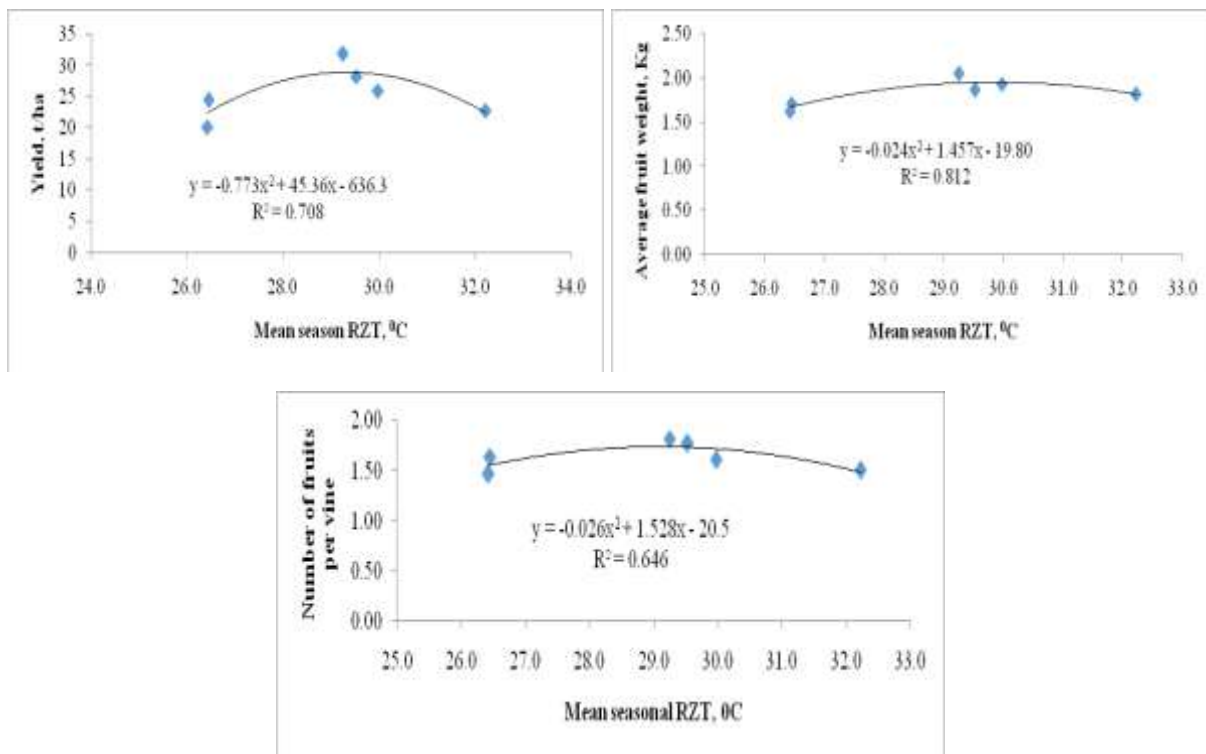 35
30
25
20
15
10
5
0
Yield, t/ha
y = -0.773x² + 45.36x - 636.3
R² = 0.708
24.0 26.0 28.0 30.0 32.0 34.0
Mean season RZT, ⁰C
2.50
2.00
1.50
1.00
0.50
0.00
Average fruit weight, Kg
y = -0.024x² + 1.457x - 19.80
R² = 0.812
25.0 26.0 27.0 28.0 29.0 30.0 31.0 32.0 33.0
Mean season RZT, ⁰C
2.00
1.50
1.00
0.50
0.00
Number of fruits
per vine
y = -0.026x² + 1.528x - 20.5
R² = 0.646
25.0 26.0 27.0 28.0 29.0 30.0 31.0 32.0 33.0
Mean seasonal RZT, 0C